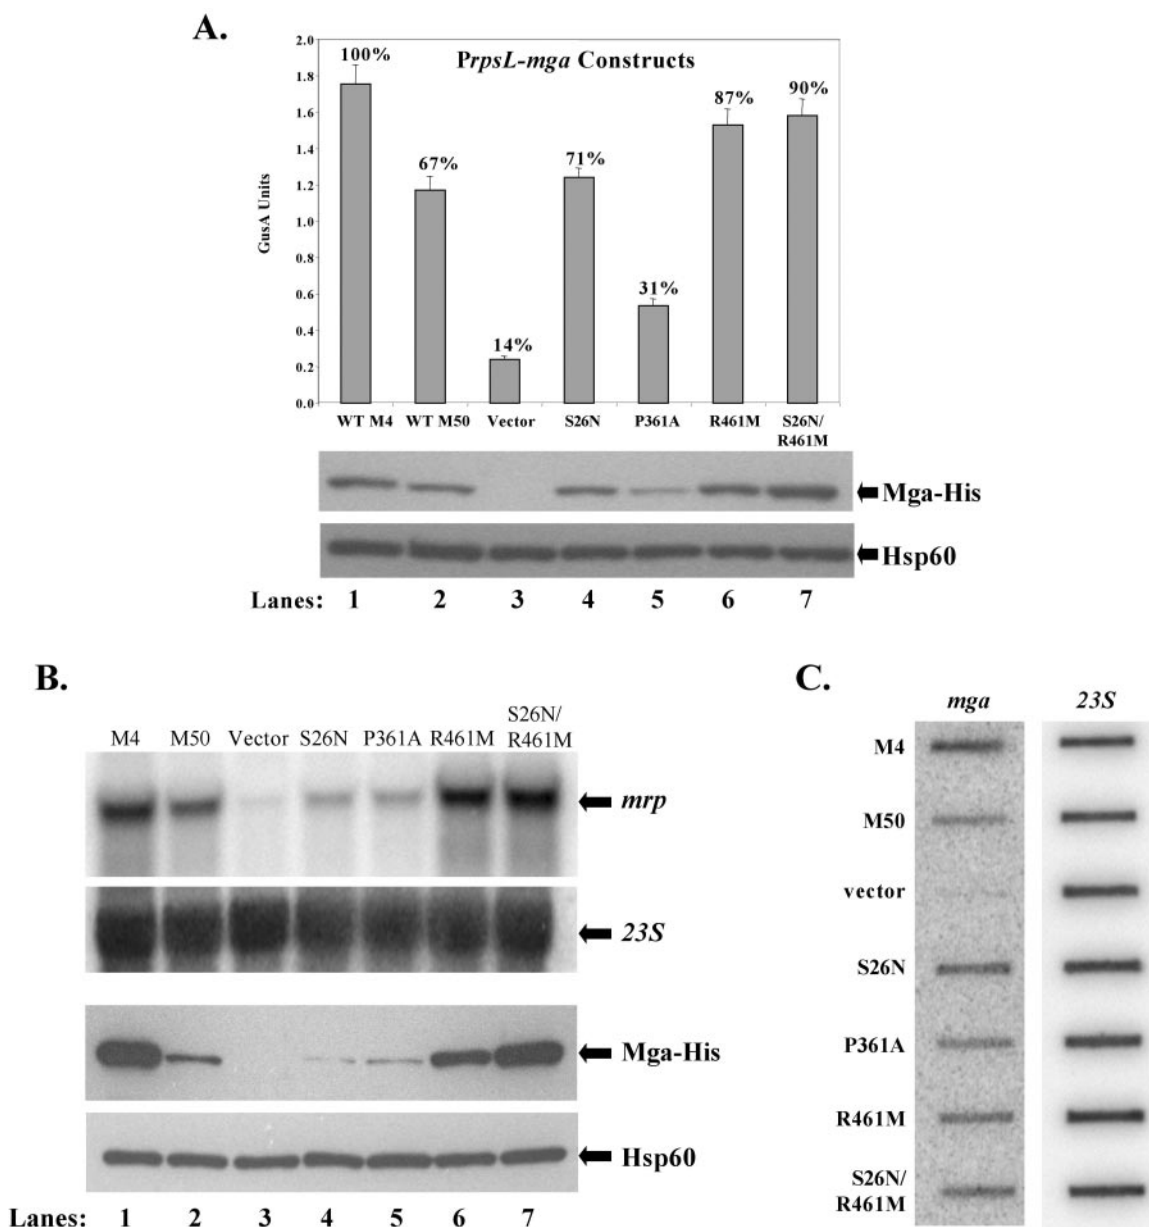 A.
PrpsL-mga Constructs
2.0
1.8
1.6
1.4
1.2
1.0
0.8
0.6
0.4
0.2
0.0
GusA Units
100%
67%
14%
71%
31%
87%
90%
WT M4 WT M50 Vector S26N P361A R461M S26N/
R461M
Mga-His
Hsp60
Lanes: 1 2 3 4 5 6 7
B.
M4 M50 Vector S26N P361A R461M S26N/
R461M
mrp
23S
Mga-His
Hsp60
Lanes: 1 2 3 4 5 6 7
C.
mga 23S
M4
M50
vector
S26N
P361A
R461M
S26N/
R461M